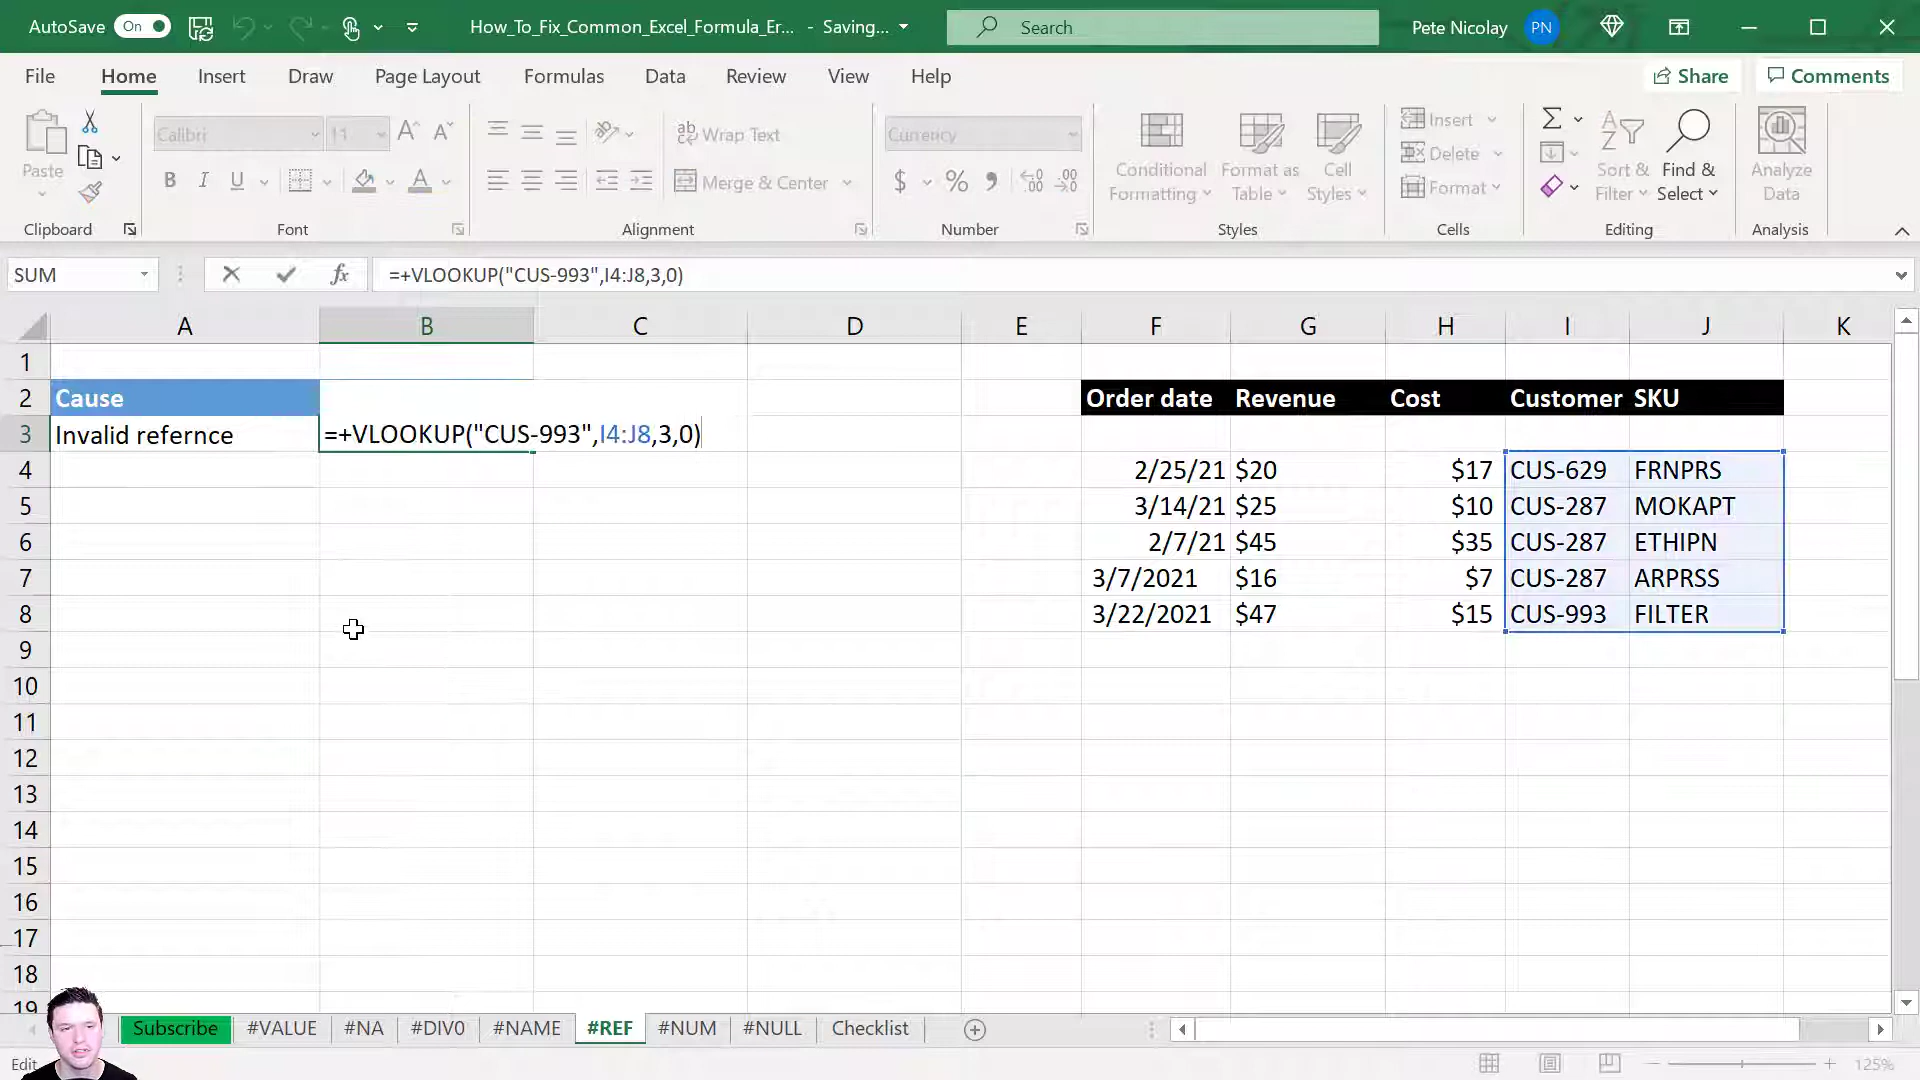 AutoSave On How_To_Fix_Common_Excel_Formula_Er... - Saving... Search Pete Nicolay PN
File Home Insert Draw Page Layout Formulas Data Review View Help Share Comments
Paste
Calibri 11
B I U A
Wrap Text
Merge & Center
Currency
$ %
Conditional Formatting
Format as Table
Cell Styles
Insert
Delete
Format
Sort & Filter
Find & Select
Analyze Data
Clipboard Font Alignment Number Styles Cells Editing Analysis
SUM fx =+VLOOKUP("CUS-993",I4:J8,3,0)
A B C D E F G H I J K
1
2 Cause Order date Revenue Cost Customer SKU
3 Invalid refernce =+VLOOKUP("CUS-993",I4:J8,3,0)
4 2/25/21 $20 $17 CUS-629 FRNPRS
5 3/14/21 $25 $10 CUS-287 MOKAPT
6 2/7/21 $45 $35 CUS-287 ETHIPN
7 3/7/2021 $16 $7 CUS-287 ARPRSS
8 3/22/2021 $47 $15 CUS-993 FILTER
9
10
11
12
13
14
15
16
17
18
19
Subscribe #VALUE #NA #DIV0 #NAME #REF #NUM #NULL Checklist
Edit 125%